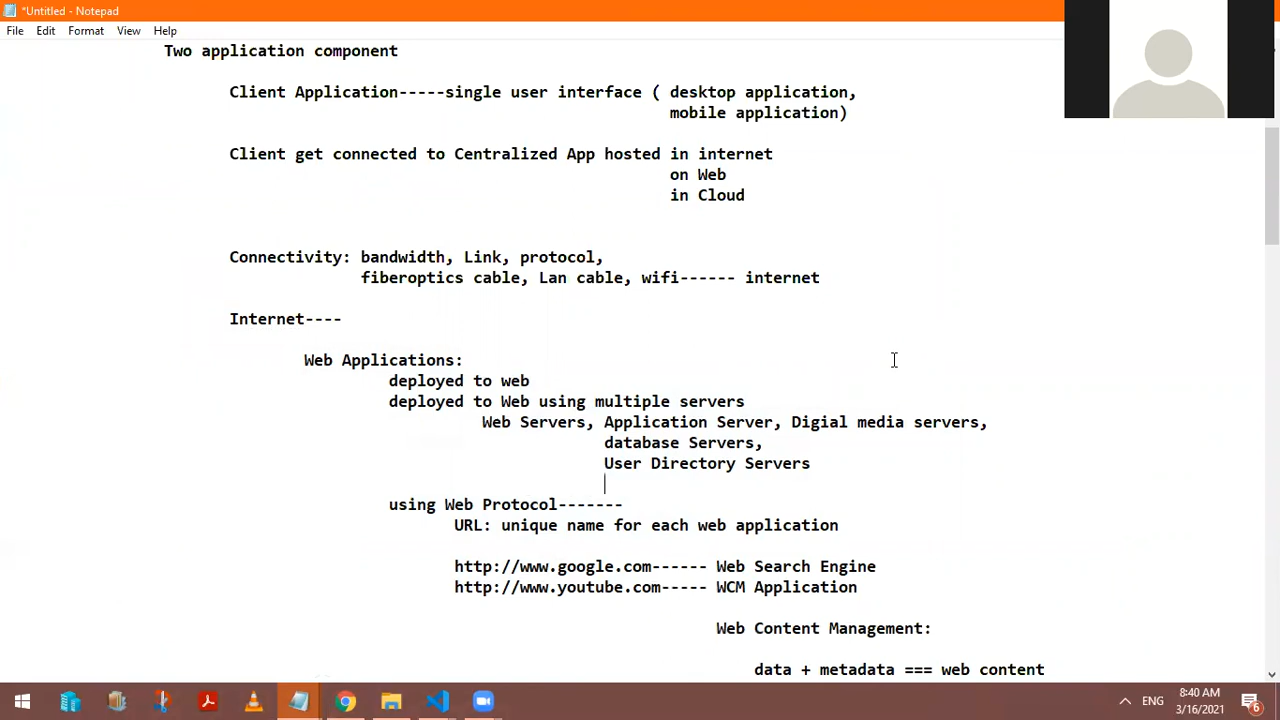 *Untitled - Notepad
File Edit Format View Help
Two application component
Client Application-----single user interface ( desktop application,
mobile application)
Client get connected to Centralized App hosted in internet
on Web
in Cloud
Connectivity: bandwidth, Link, protocol,
fiberoptics cable, Lan cable, wifi------ internet
Internet----
Web Applications:
deployed to web
deployed to Web using multiple servers
Web Servers, Application Server, Digial media servers,
database Servers,
User Directory Servers
using Web Protocol-------
URL: unique name for each web application
http://www.google.com------ Web Search Engine
http://www.youtube.com----- WCM Application
Web Content Management:
data + metadata === web content
ENG
8:40 AM
3/16/2021
6